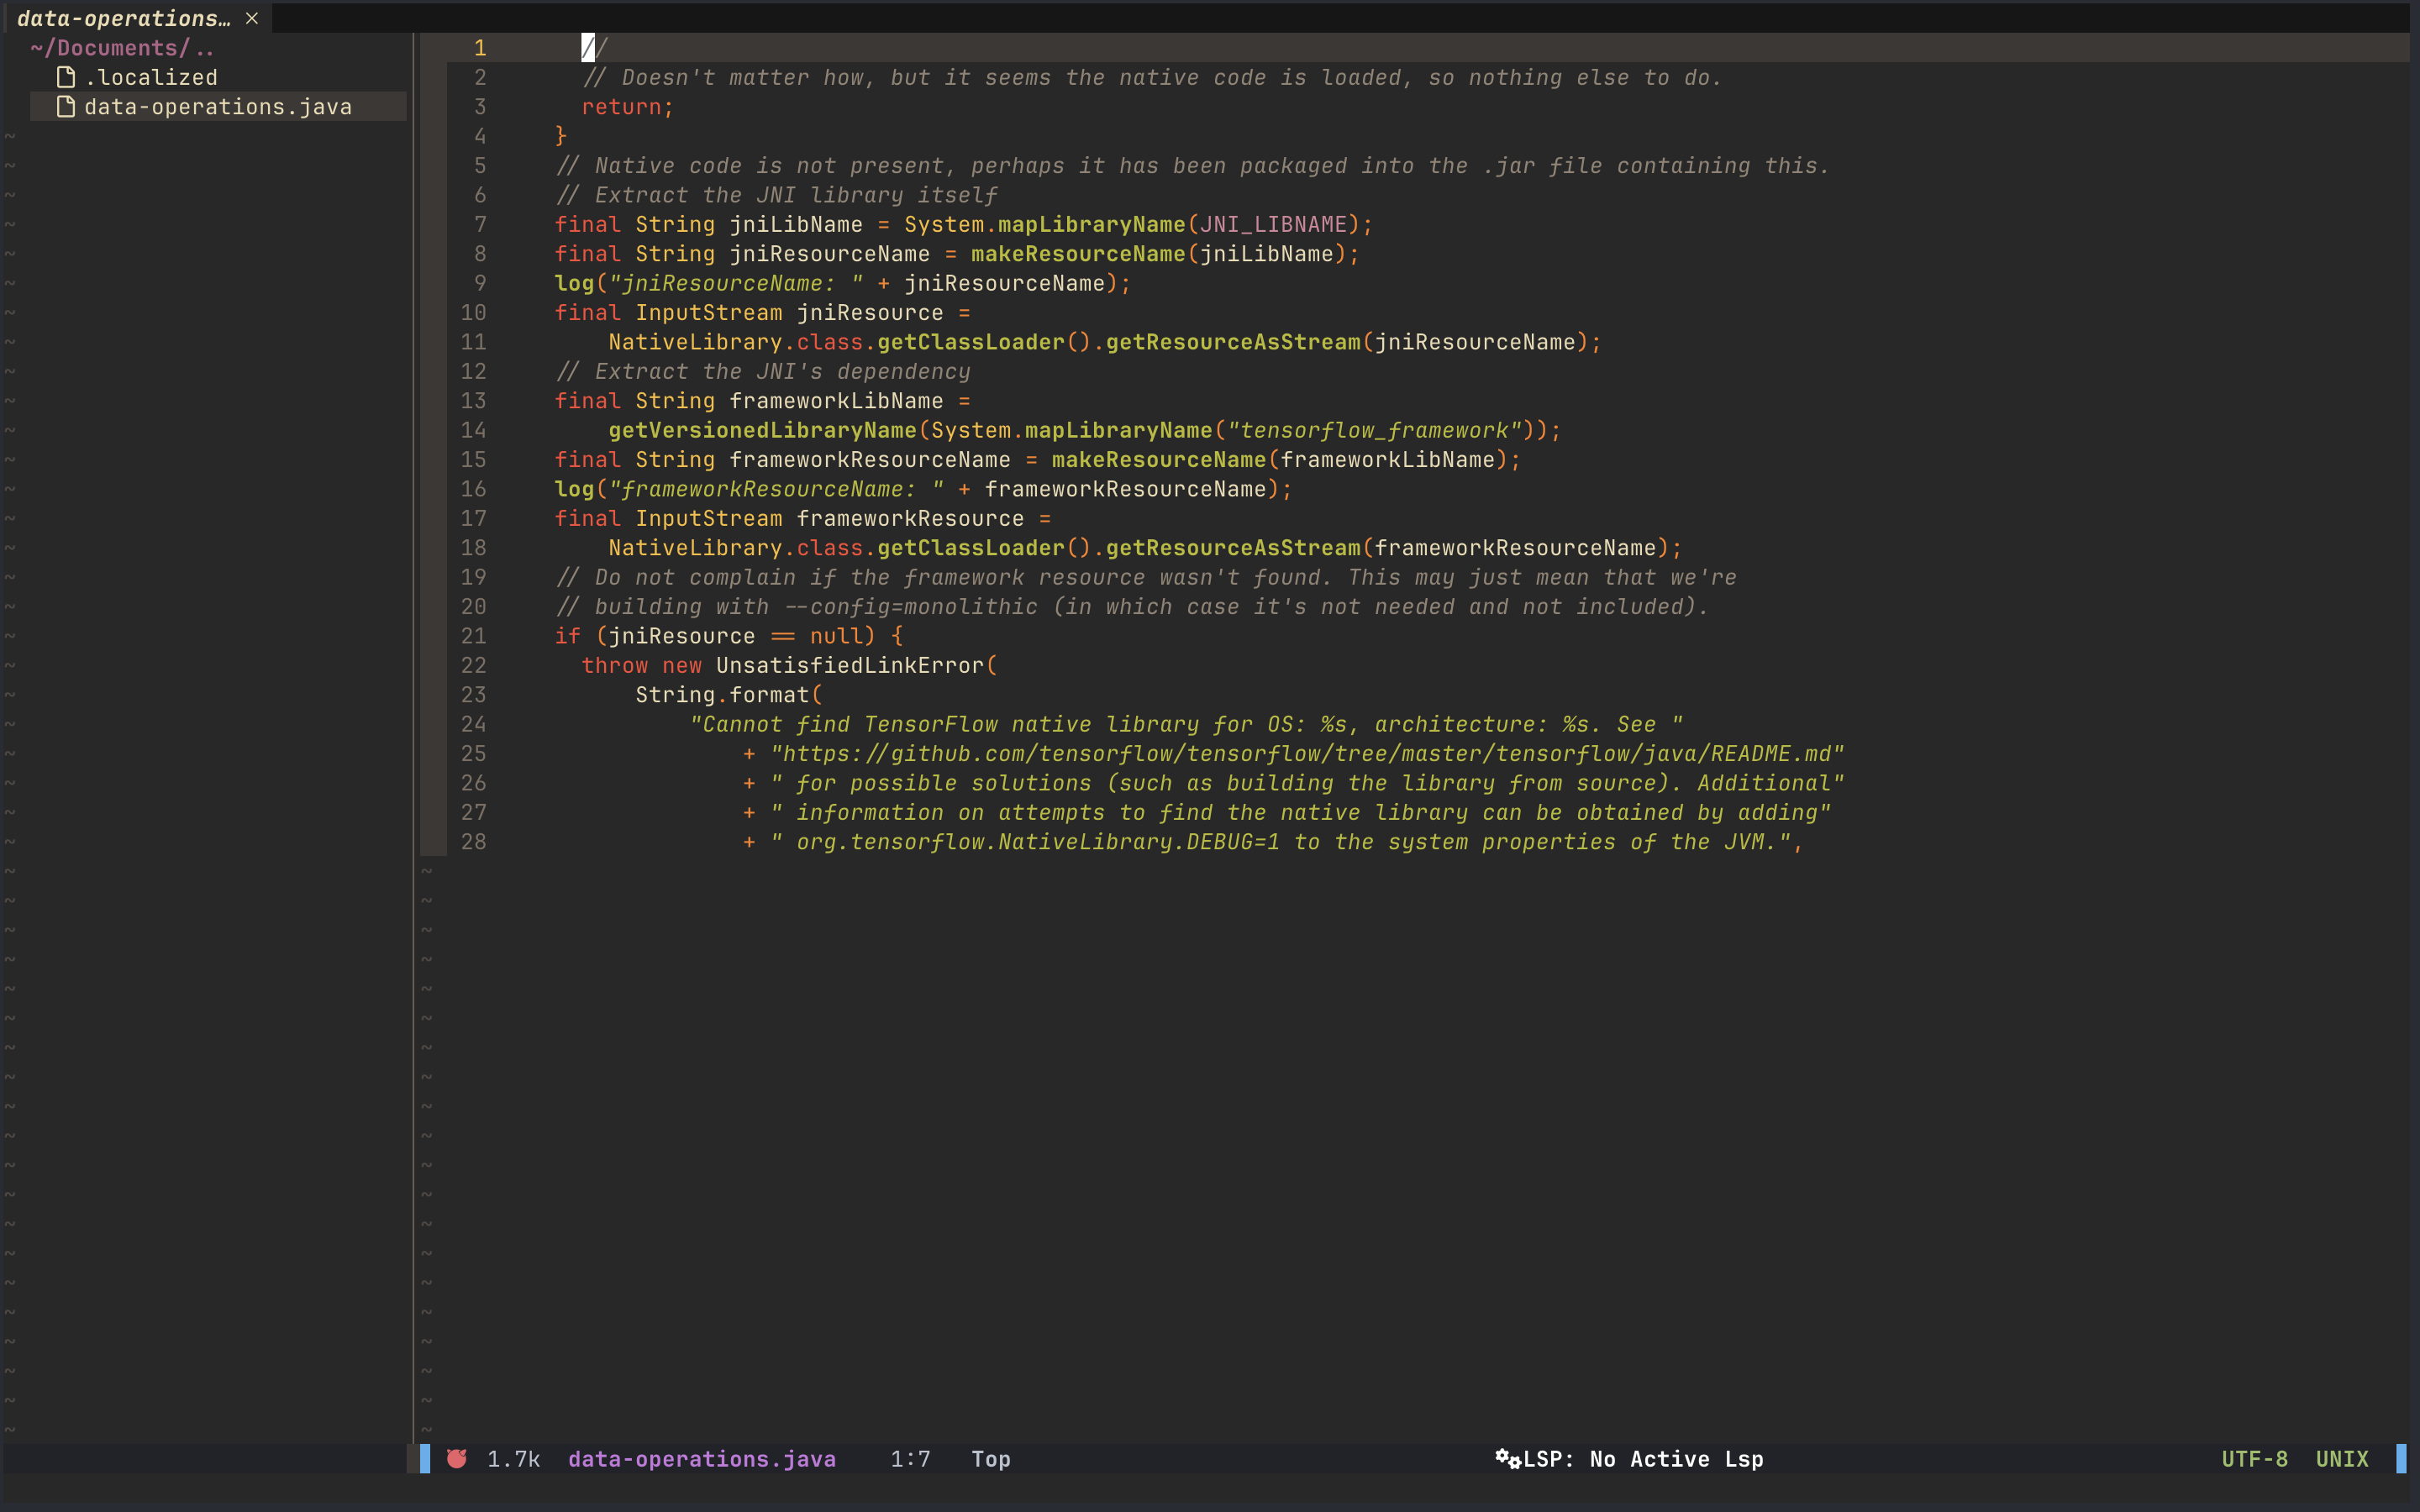 data-operations… ×
~/Documents/..
.localized
data-operations.java
1 //
2 // Doesn't matter how, but it seems the native code is loaded, so nothing else to do.
3 return;
4 }
5 // Native code is not present, perhaps it has been packaged into the .jar file containing this.
6 // Extract the JNI library itself
7 final String jniLibName = System.mapLibraryName(JNI_LIBNAME);
8 final String jniResourceName = makeResourceName(jniLibName);
9 log("jniResourceName: " + jniResourceName);
10 final InputStream jniResource =
11 NativeLibrary.class.getClassLoader().getResourceAsStream(jniResourceName);
12 // Extract the JNI's dependency
13 final String frameworkLibName =
14 getVersionedLibraryName(System.mapLibraryName("tensorflow_framework"));
15 final String frameworkResourceName = makeResourceName(frameworkLibName);
16 log("frameworkResourceName: " + frameworkResourceName);
17 final InputStream frameworkResource =
18 NativeLibrary.class.getClassLoader().getResourceAsStream(frameworkResourceName);
19 // Do not complain if the framework resource wasn't found. This may just mean that we're
20 // building with --config=monolithic (in which case it's not needed and not included).
21 if (jniResource == null) {
22 throw new UnsatisfiedLinkError(
23 String.format(
24 "Cannot find TensorFlow native library for OS: %s, architecture: %s. See "
25 + "https://github.com/tensorflow/tensorflow/tree/master/tensorflow/java/README.md"
26 + " for possible solutions (such as building the library from source). Additional"
27 + " information on attempts to find the native library can be obtained by adding"
28 + " org.tensorflow.NativeLibrary.DEBUG=1 to the system properties of the JVM.",
1.7k data-operations.java 1:7 Top LSP: No Active Lsp UTF-8 UNIX